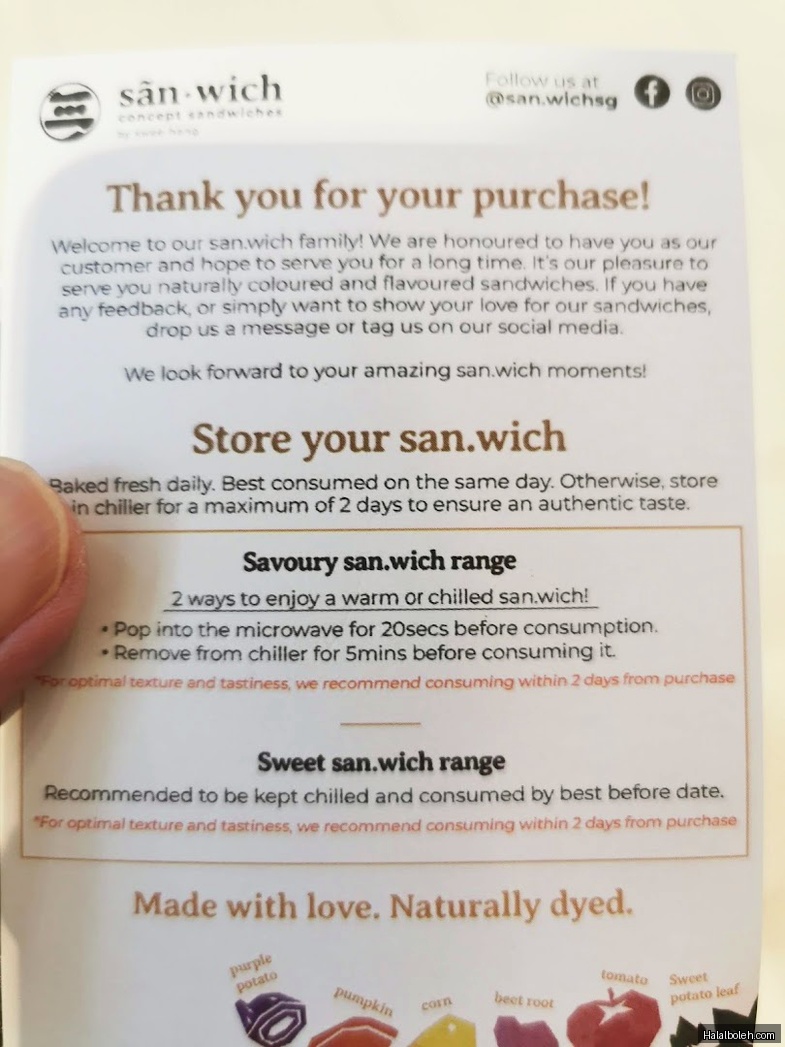 sãn·wich
concept sandwiches
Follow us at
@san.wichsg
Thank you for your purchase!
Welcome to our san.wich family! We are honoured to have you as our
customer and hope to serve you for a long time. It's our pleasure to
serve you naturally coloured and flavoured sandwiches. If you have
any feedback, or simply want to show your love for our sandwiches,
drop us a message or tag us on our social media.
We look forward to your amazing san.wich moments!
Store your san.wich
Baked fresh daily. Best consumed on the same day. Otherwise, store
in chiller for a maximum of 2 days to ensure an authentic taste.
Savoury san.wich range
2 ways to enjoy a warm or chilled san.wich!
• Pop into the microwave for 20secs before consumption.
• Remove from chiller for 5mins before consuming it.
*For optimal texture and tastiness, we recommend consuming within 2 days from purchase
Sweet san.wich range
Recommended to be kept chilled and consumed by best before date.
*For optimal texture and tastiness, we recommend consuming within 2 days from purchase
Made with love. Naturally dyed.
purple
potato
pumpkin
corn
beet root
tomato
Sweet
potato leaf
Halalboleh.com